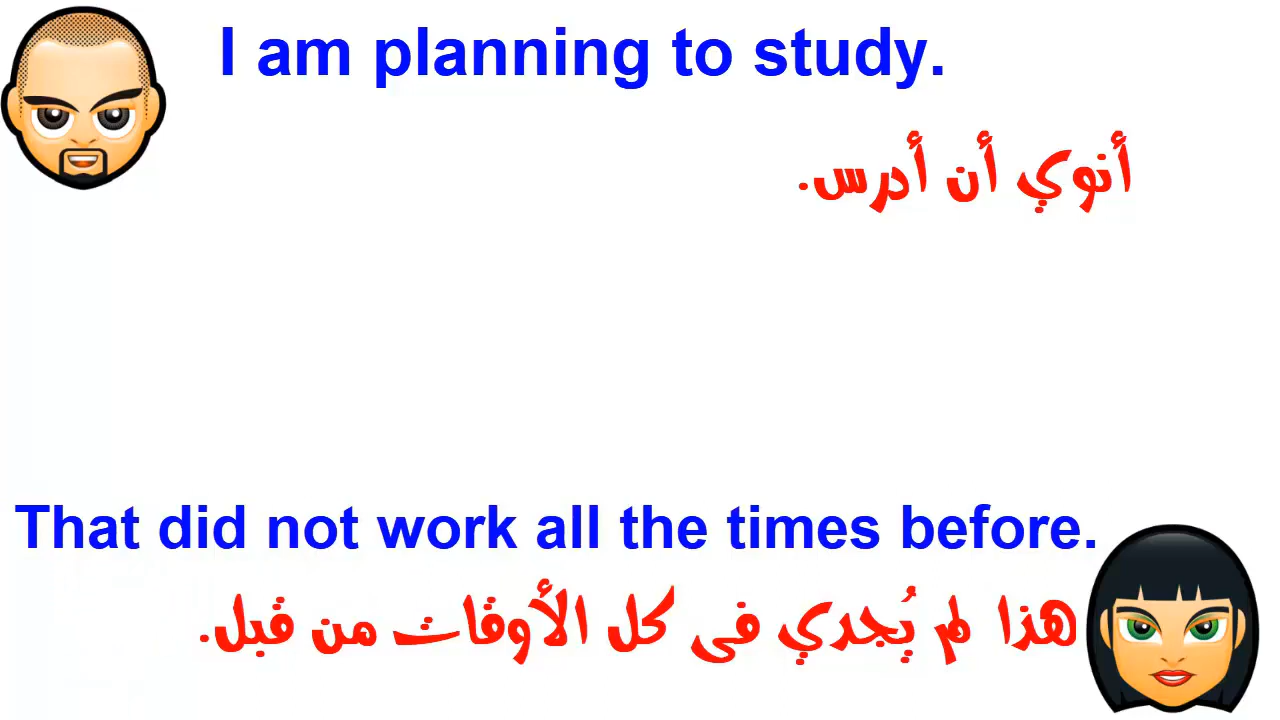 I am planning to study.
أنوي أن أدرس.
That did not work all the times before.
هذا لم يُجدي فى كل الأوقات من قبل.